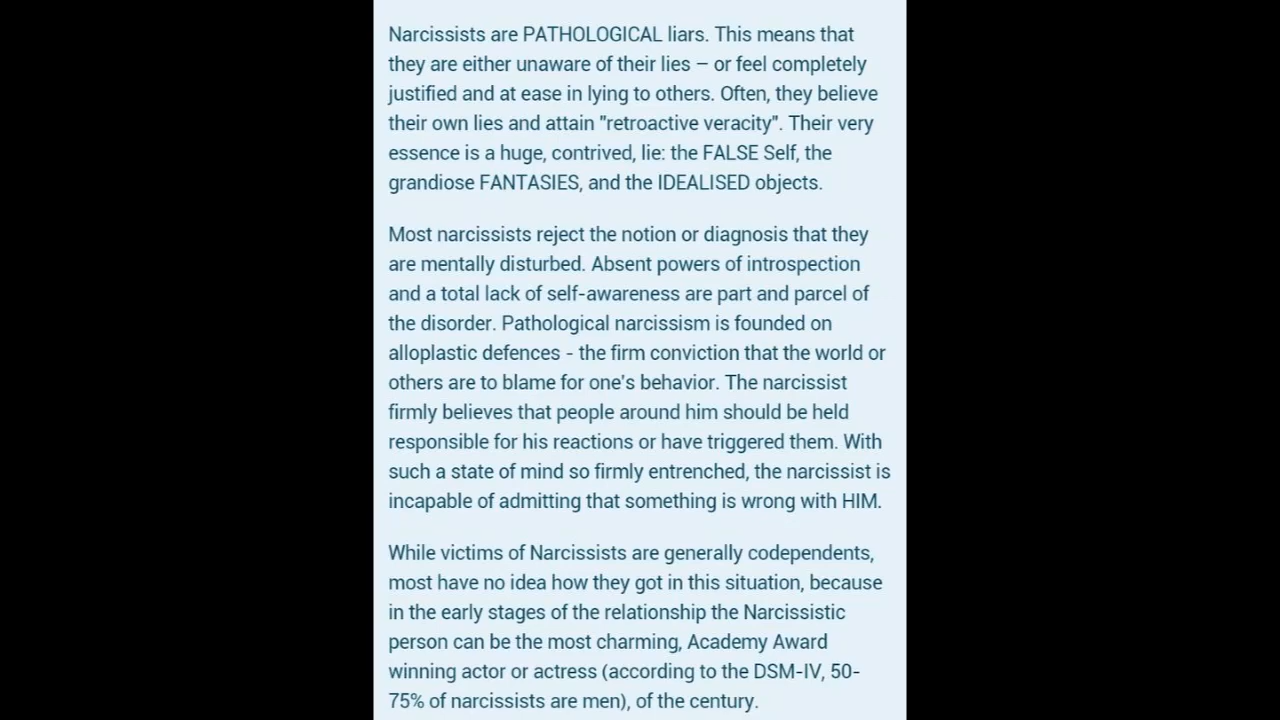 Narcissists are PATHOLOGICAL liars. This means that
they are either unaware of their lies – or feel completely
justified and at ease in lying to others. Often, they believe
their own lies and attain "retroactive veracity". Their very
essence is a huge, contrived, lie: the FALSE Self, the
grandiose FANTASIES, and the IDEALISED objects.
Most narcissists reject the notion or diagnosis that they
are mentally disturbed. Absent powers of introspection
and a total lack of self-awareness are part and parcel of
the disorder. Pathological narcissism is founded on
alloplastic defences - the firm conviction that the world or
others are to blame for one's behavior. The narcissist
firmly believes that people around him should be held
responsible for his reactions or have triggered them. With
such a state of mind so firmly entrenched, the narcissist is
incapable of admitting that something is wrong with HIM.
While victims of Narcissists are generally codependents,
most have no idea how they got in this situation, because
in the early stages of the relationship the Narcissistic
person can be the most charming, Academy Award
winning actor or actress (according to the DSM-IV, 50-
75% of narcissists are men), of the century.